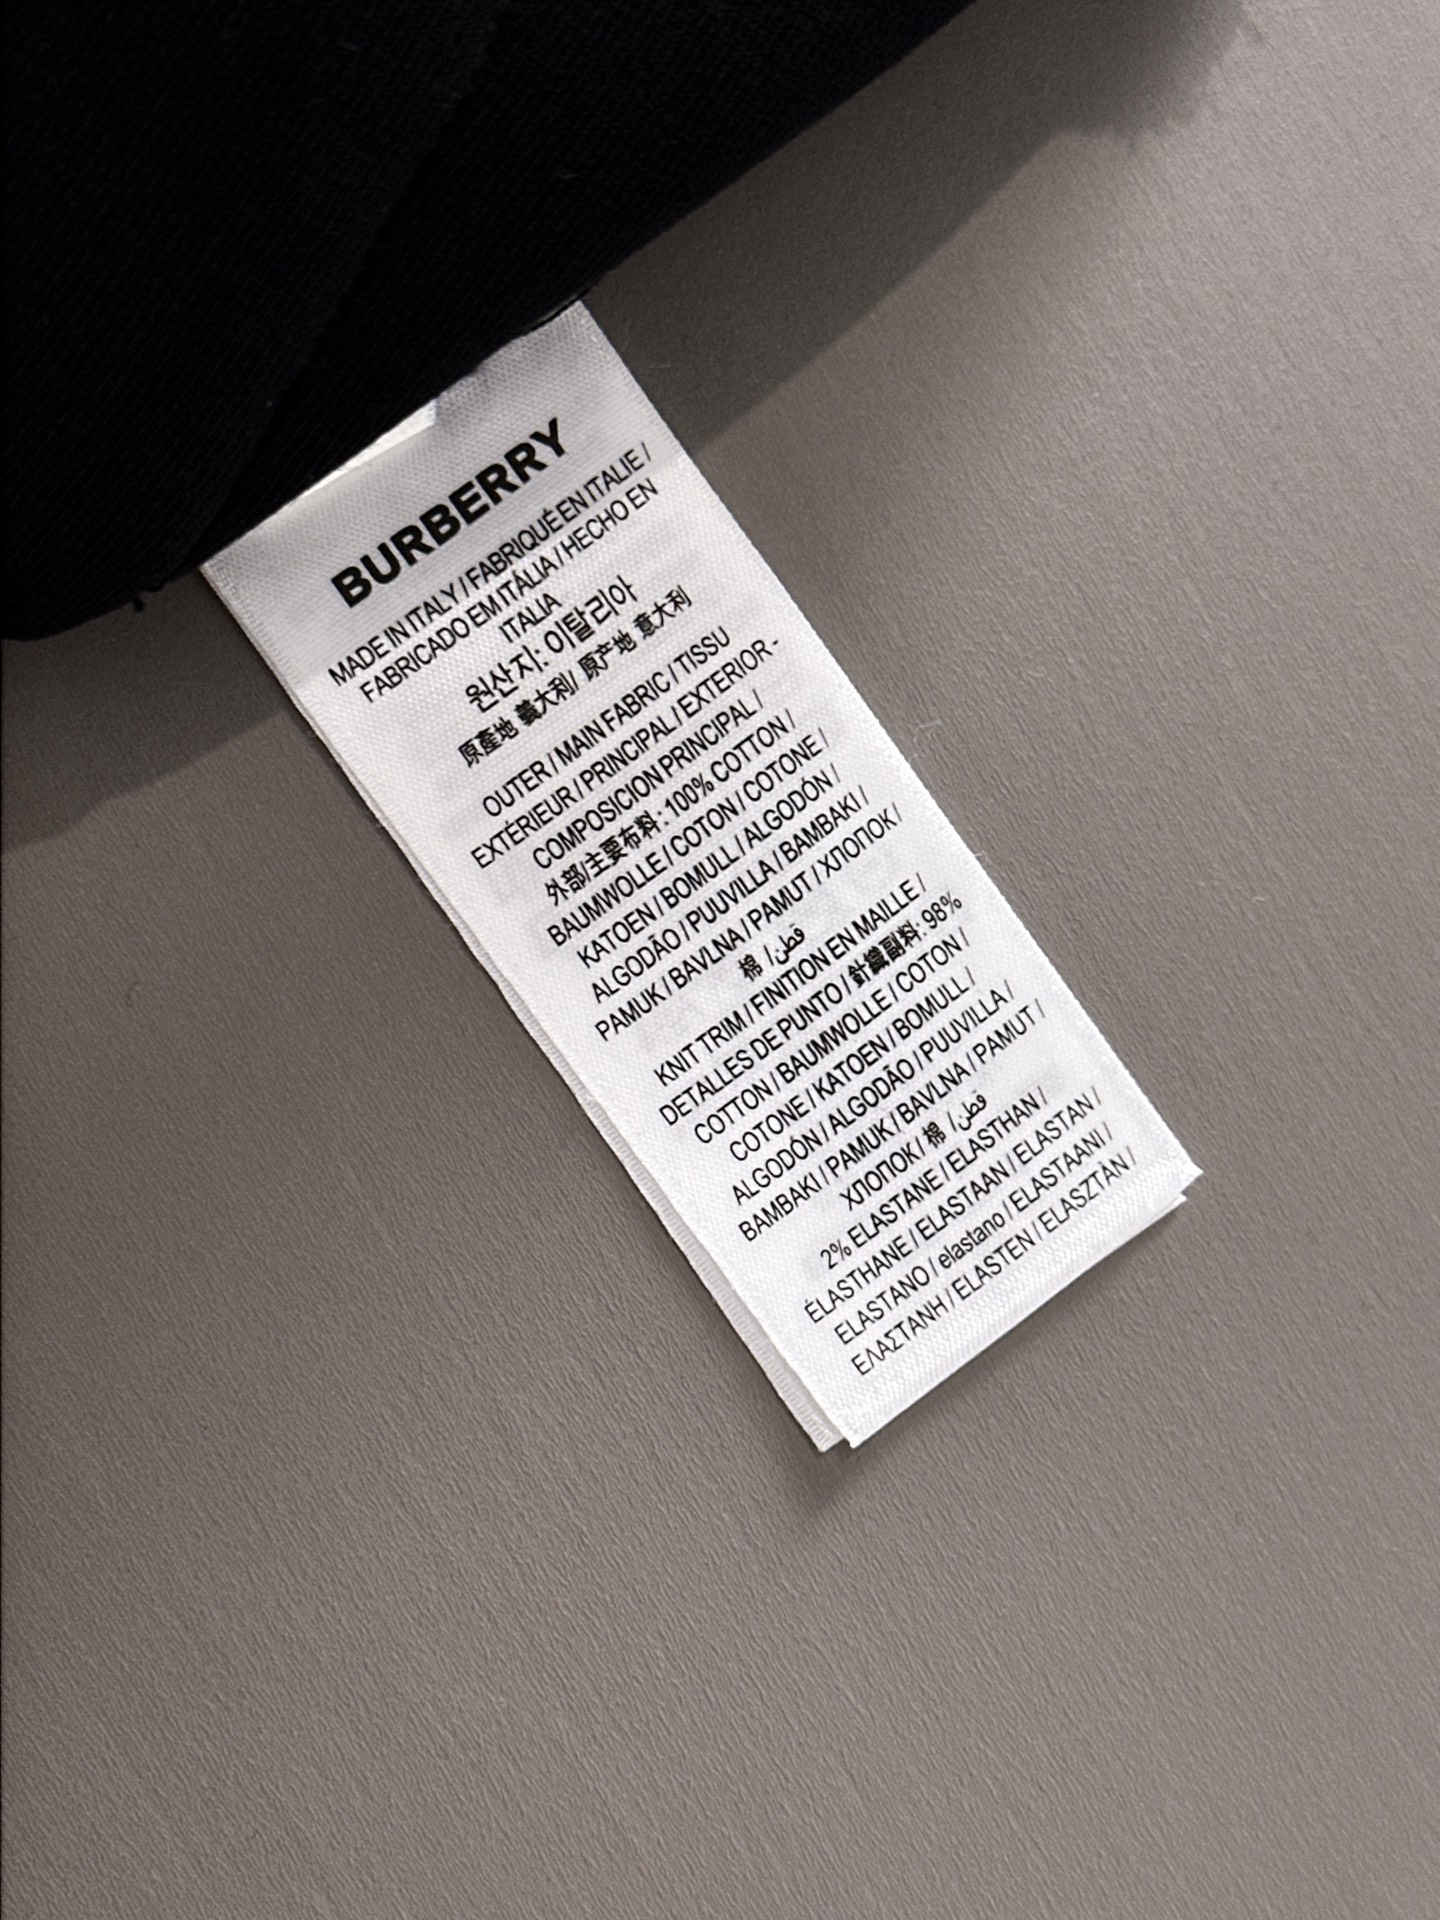 BURBERRY
MADE IN ITALY / FABRIQUÉ EN ITALIE /
FABRICADO EM ITÁLIA / HECHO EN
ITALIA
원산지: 이탈리아
原產地 義大利/ 原产地 意大利
OUTER / MAIN FABRIC / TISSU
EXTÉRIEUR / PRINCIPAL / EXTERIOR -
COMPOSICION PRINCIPAL /
外部/主要布料: 100% COTTON /
BAUMWOLLE / COTON / COTONE /
KATOEN / BOMULL / ALGODÓN /
ALGODÃO / PUUVILLA / BAMBAKI /
PAMUK / BAVLNA / PAMUT / ХЛОПОК /
棉 / قطن
KNIT TRIM / FINITION EN MAILLE /
DETALLES DE PUNTO / 針織副料: 98%
COTTON / BAUMWOLLE / COTON /
COTONE / KATOEN / BOMULL /
ALGODÓN / ALGODÃO / PUUVILLA /
BAMBAKI / PAMUK / BAVLNA / PAMUT /
ХЛОПОК / 棉 / قطن
2% ELASTANE / ELASTHAN /
ÉLASTHANE / ELASTAAN / ELASTAN /
ELASTANO / elastano / ELASTAANI /
ΕΛΑΣΤΑΝΗ / ELASTEN / ELASZTÀN /